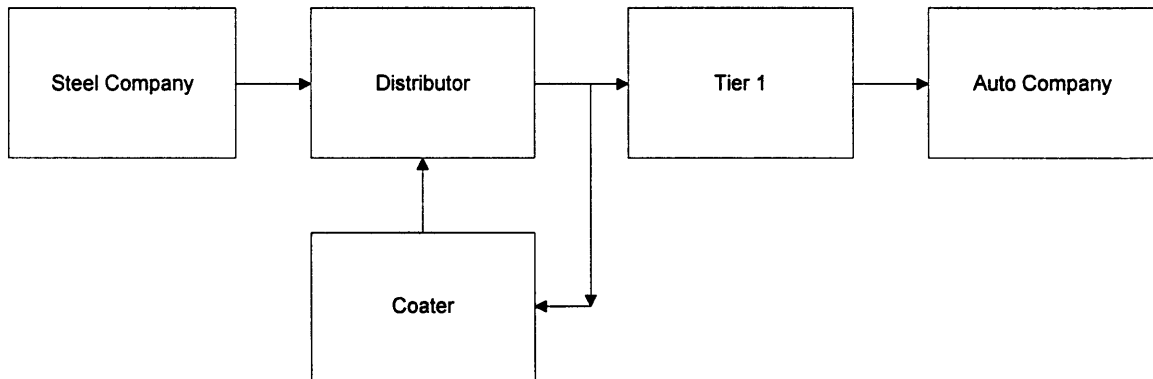 Steel Company
Distributor
Tier 1
Auto Company
Coater